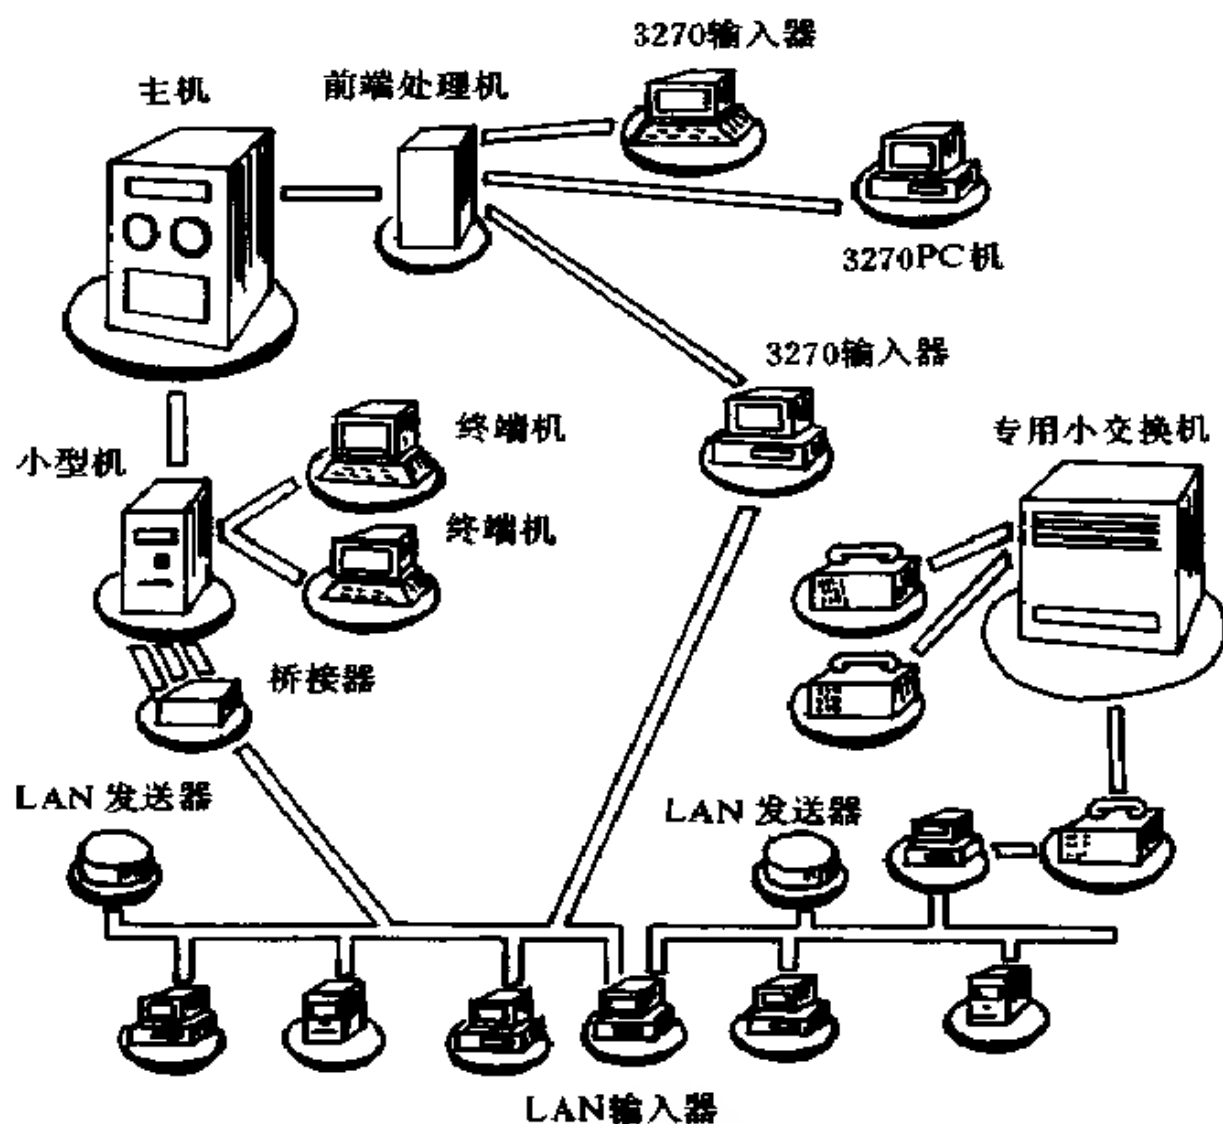 3270输入器
主机
前端处理机
3270PC机
3270输入器
终端机
专用小交换机
小型机
终端机
桥接器
LAN 发送器
LAN 发送器
LAN输入器